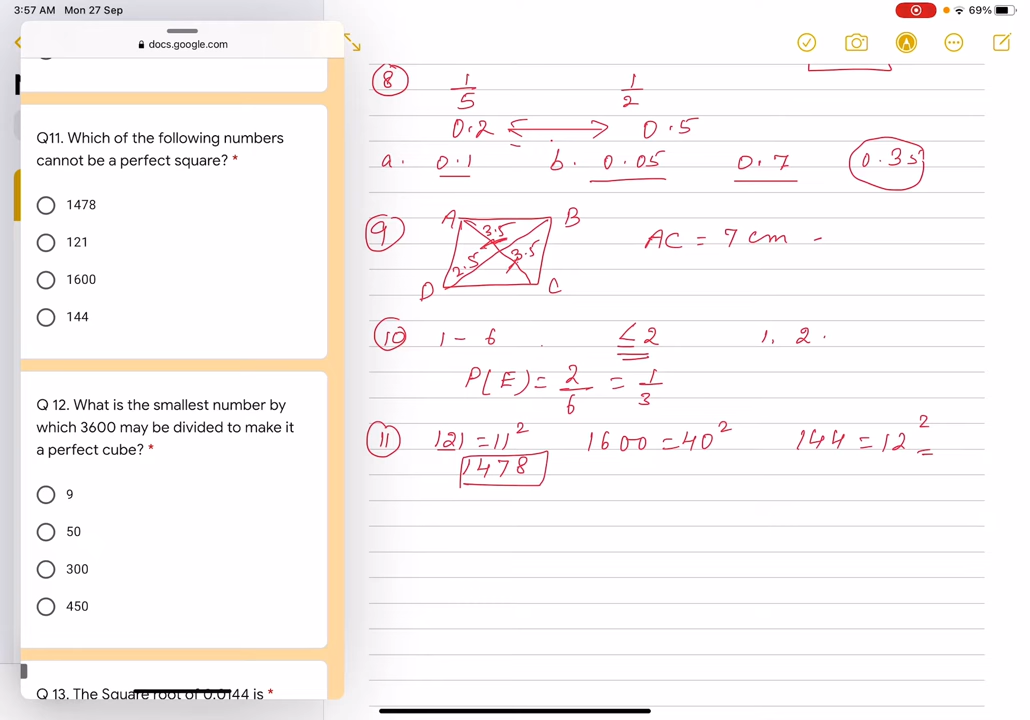 3:57 AM Mon 27 Sep
69%
docs.google.com
Q11. Which of the following numbers
cannot be a perfect square? *
1478
121
1600
144
Q 12. What is the smallest number by
which 3600 may be divided to make it
a perfect cube? *
9
50
300
450
Q 13. The Square root of 0.0144 is *
8 1/5 1/2
0.2 ⟷ 0.5
a. 0.1 b. 0.05 0.7 0.35
9 A B
3.5
2.5 3.5
D C
AC = 7 cm -
10 1 - 6 ≤ 2 1, 2.
P(E) = 2/6 = 1/3
11 121 = 11² 1600 = 40² 144 = 12²
1478